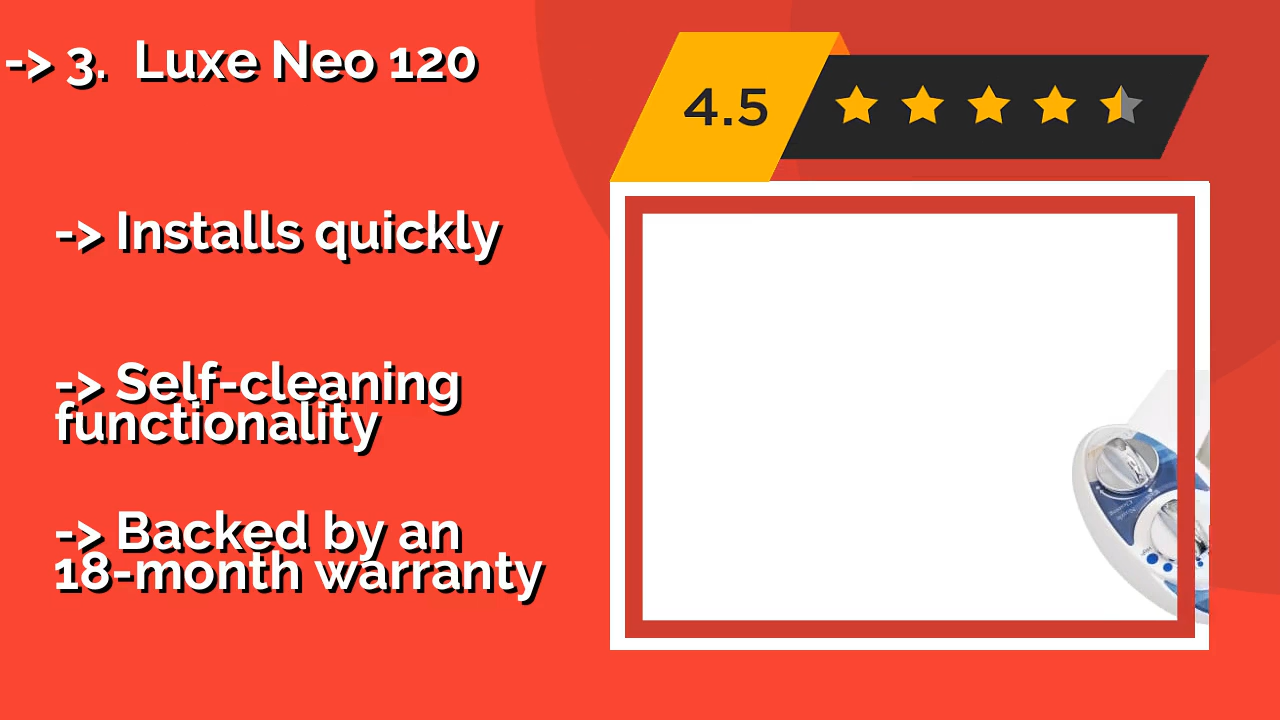 -> 3.  Luxe Neo 120
4.5
-> Installs quickly
-> Self-cleaning
functionality
-> Backed by an
18-month warranty